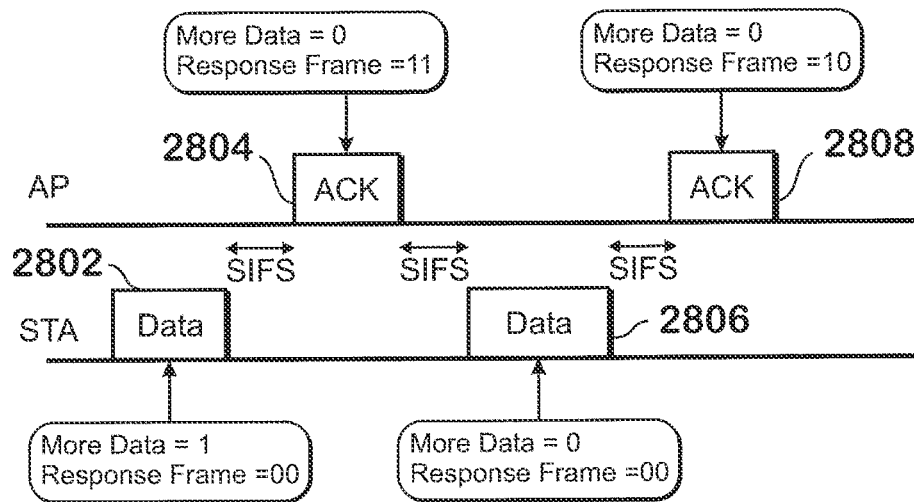 More Data = 0
Response Frame =11
More Data = 0
Response Frame =10
2804
2808
AP
ACK
ACK
2802
SIFS
SIFS
SIFS
STA
Data
Data
2806
More Data = 1
Response Frame =00
More Data = 0
Response Frame =00